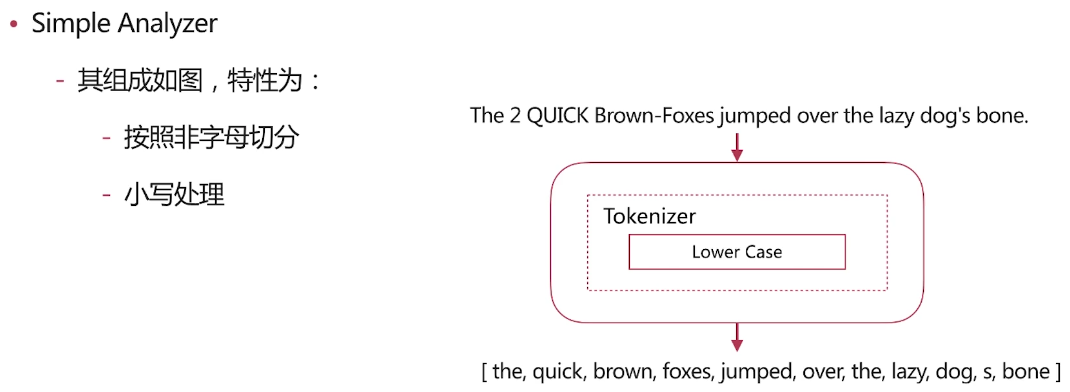 • Simple Analyzer
- 其组成如图，特性为：
- 按照非字母切分
- 小写处理
The 2 QUICK Brown-Foxes jumped over the lazy dog's bone.
Tokenizer
Lower Case
[ the, quick, brown, foxes, jumped, over, the, lazy, dog, s, bone ]